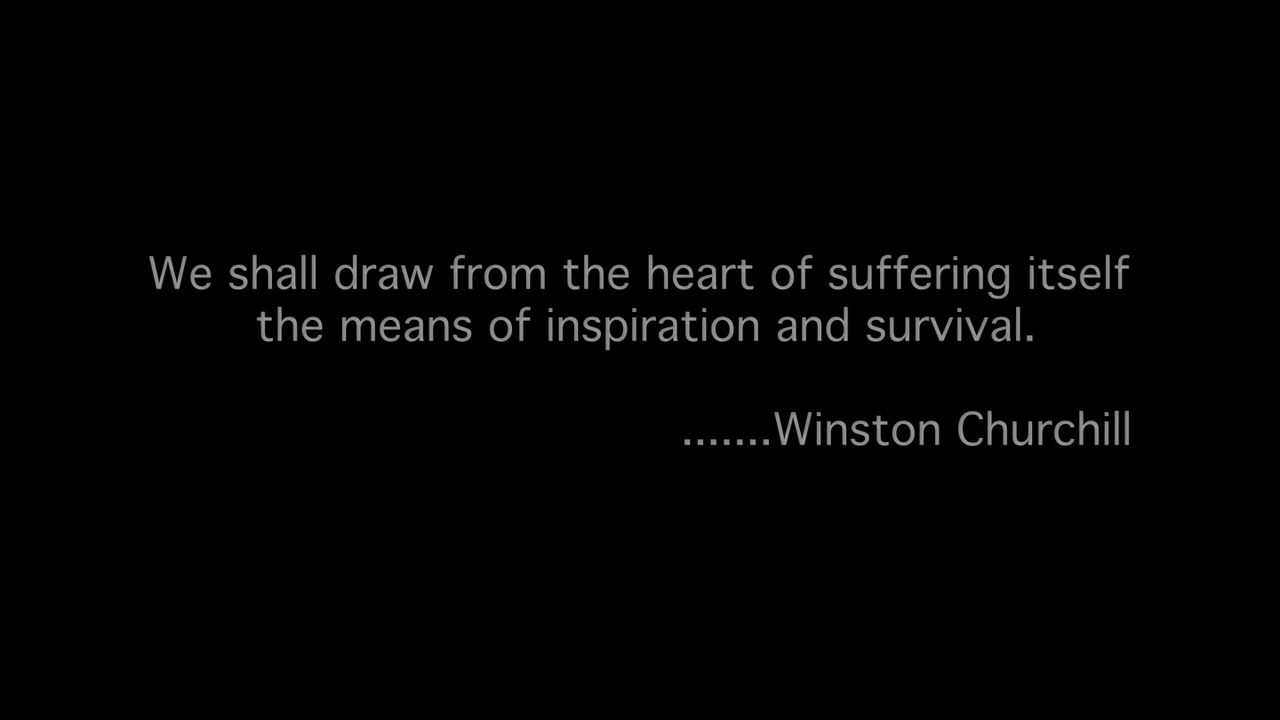 We shall draw from the heart of suffering itself
the means of inspiration and survival.
.......Winston Churchill